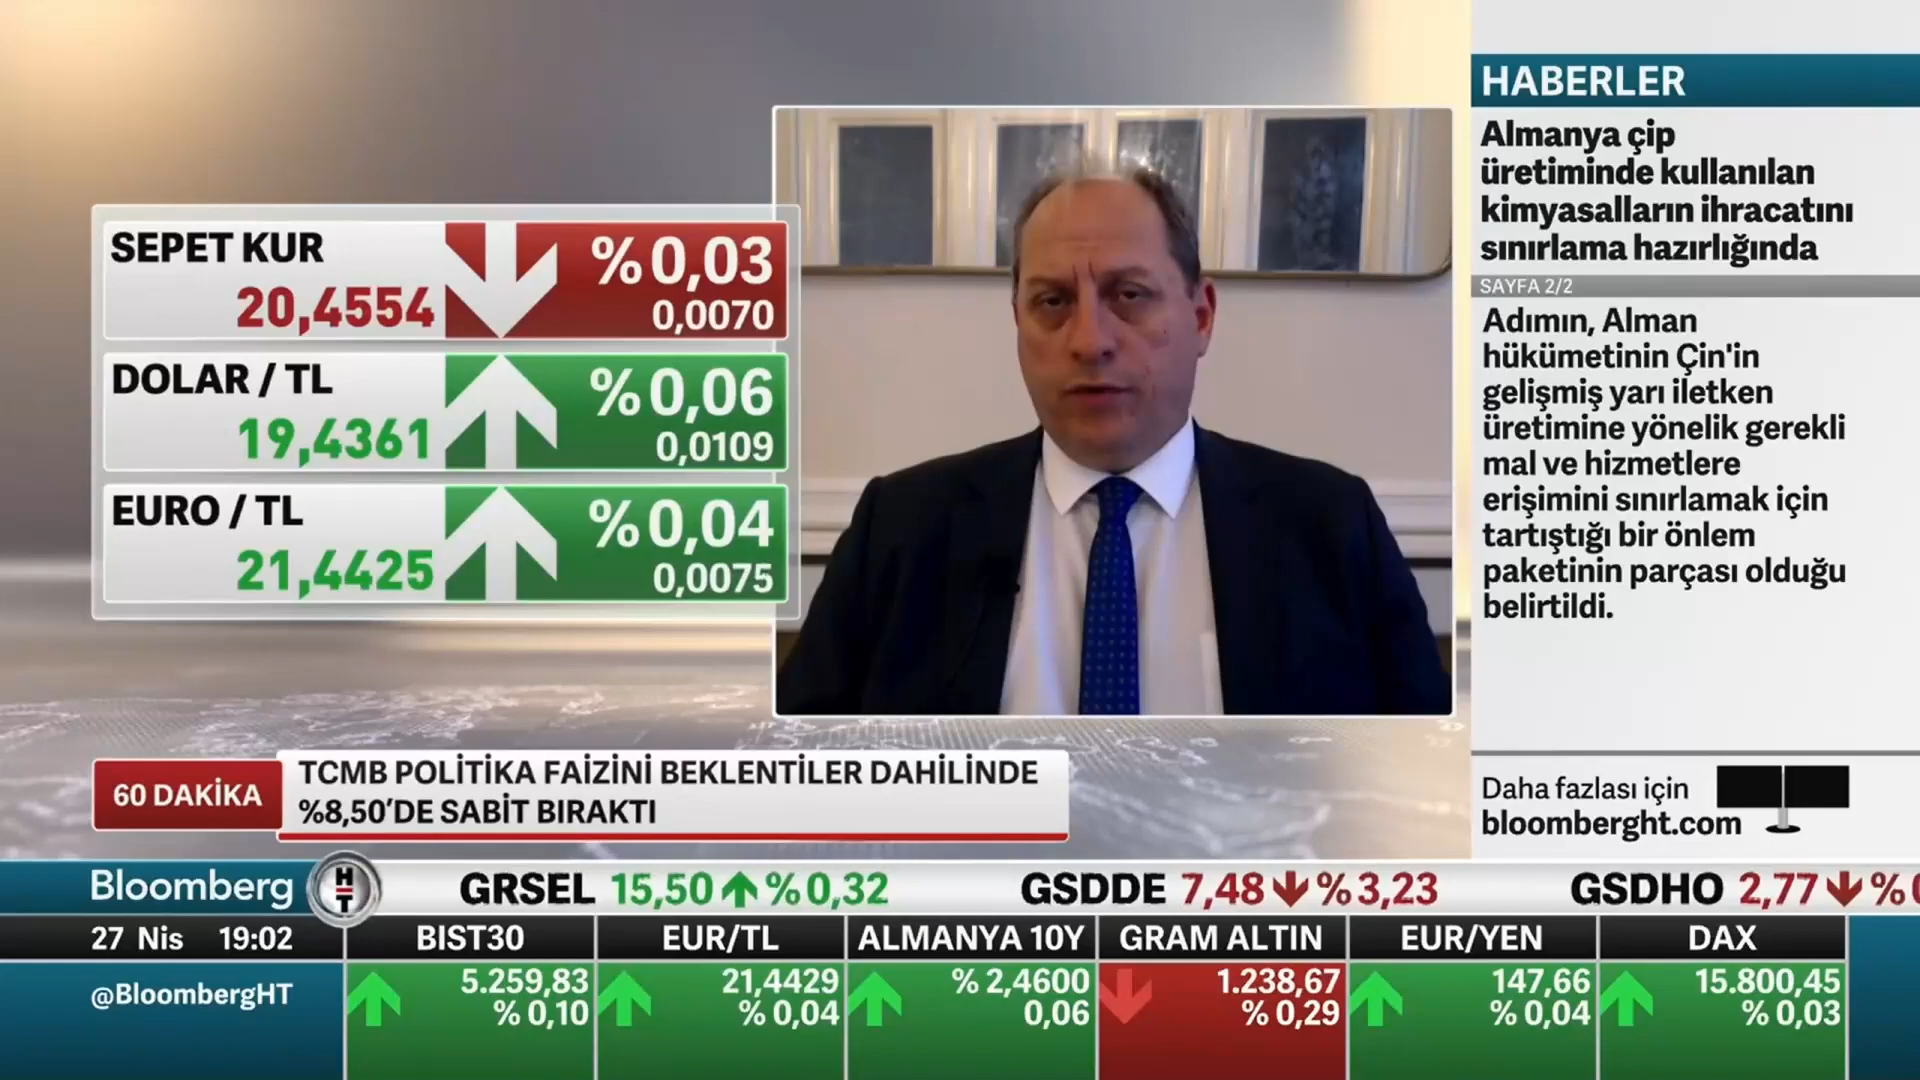 SEPET KUR
20,4554
%0,03
0,0070
DOLAR / TL
19,4361
%0,06
0,0109
EURO / TL
21,4425
%0,04
0,0075
HABERLER
Almanya çip
üretiminde kullanılan
kimyasalların ihracatını
sınırlama hazırlığında
SAYFA 2/2
Adımın, Alman
hükümetinin Çin'in
gelişmiş yarı iletken
üretimine yönelik gerekli
mal ve hizmetlere
erişimini sınırlamak için
tartıştığı bir önlem
paketinin parçası olduğu
belirtildi.
Daha fazlası için
bloomberght.com
60 DAKİKA
TCMB POLİTİKA FAİZİNİ BEKLENTİLER DAHİLİNDE
%8,50’DE SABİT BIRAKTI
Bloomberg HT
GRSEL 15,50 %0,32 GSDDE 7,48 %3,23 GSDHO 2,77 %
27 Nis 19:02
@BloombergHT
BIST30
5.259,83
% 0,10
EUR/TL
21,4429
% 0,04
ALMANYA 10Y
% 2,4600
0,06
GRAM ALTIN
1.238,67
% 0,29
EUR/YEN
147,66
% 0,04
DAX
15.800,45
% 0,03